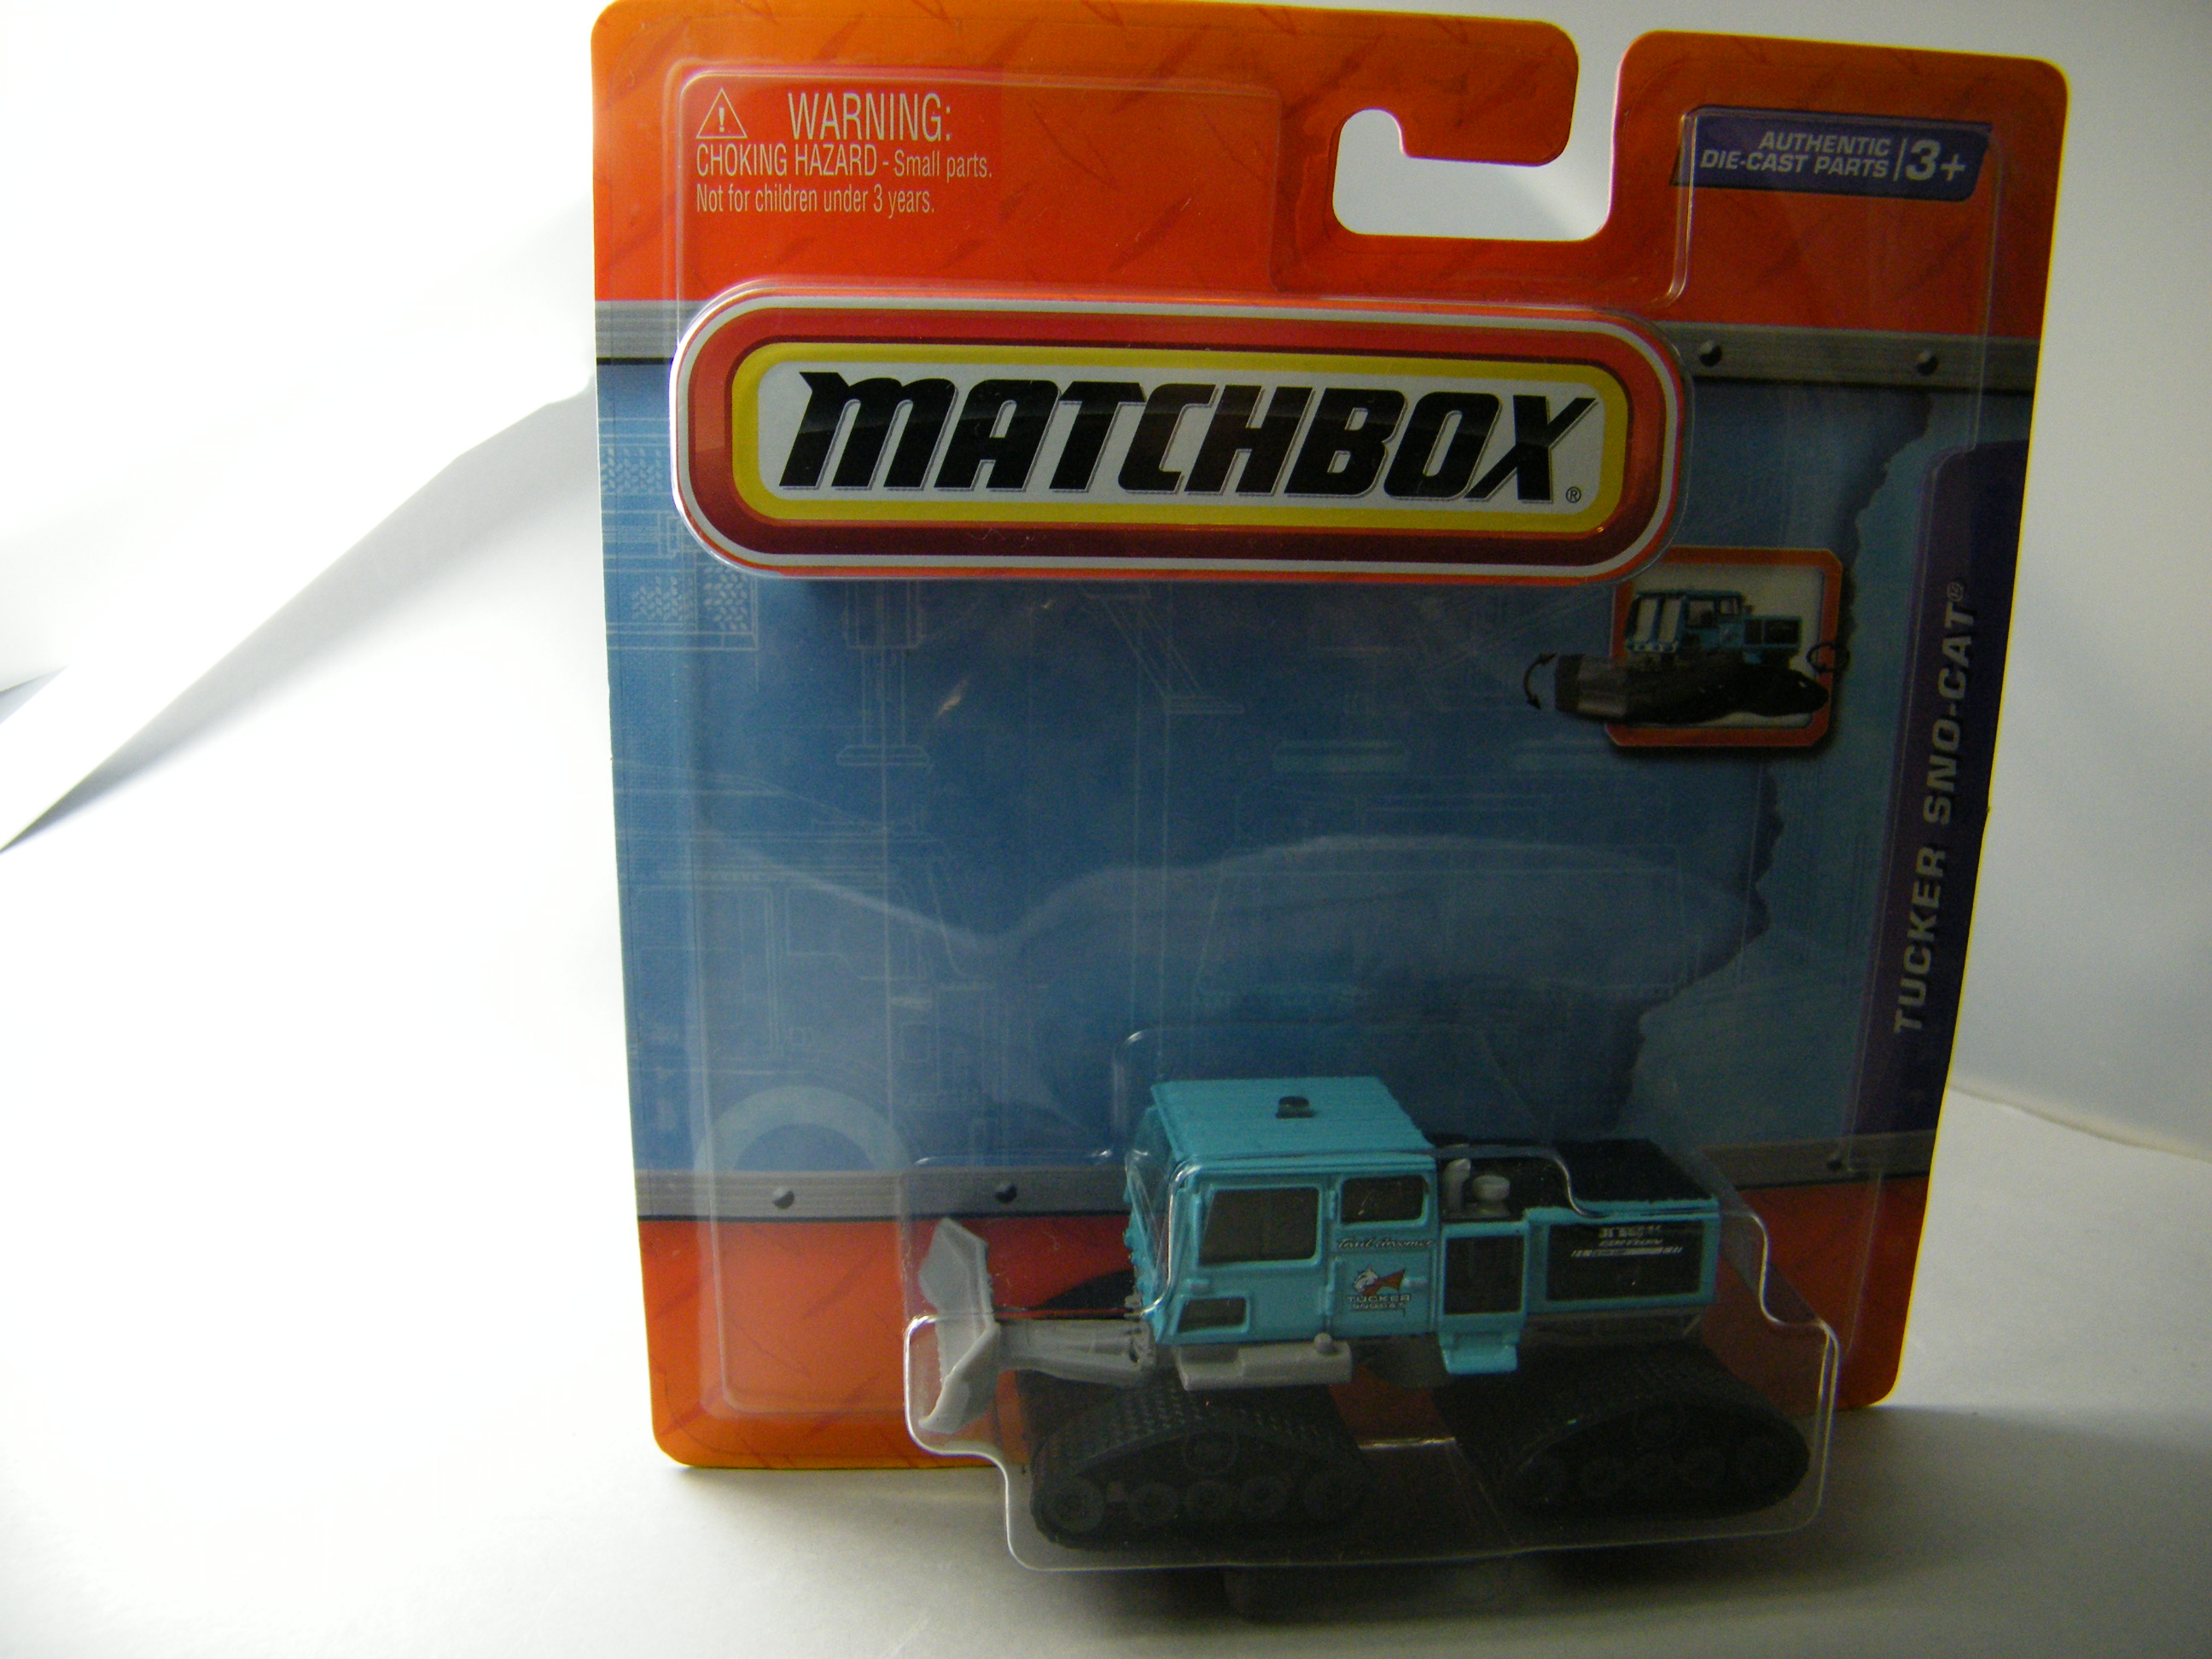 WARNING:
CHOKING HAZARD - Small parts.
Not for children under 3 years.
AUTHENTIC
DIE-CAST PARTS
3+
MATCHBOX®
TUCKER SNO-CAT®
TUCKER